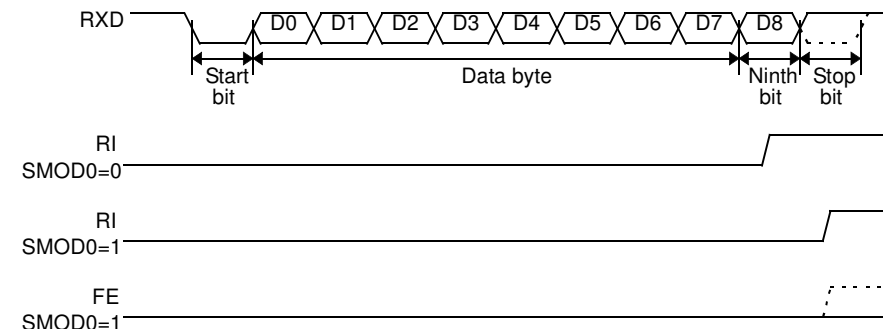 RXD D0 D1 D2 D3 D4 D5 D6 D7 D8
Start bit
Data byte
Ninth bit
Stop bit
RI
SMOD0=0
RI
SMOD0=1
FE
SMOD0=1